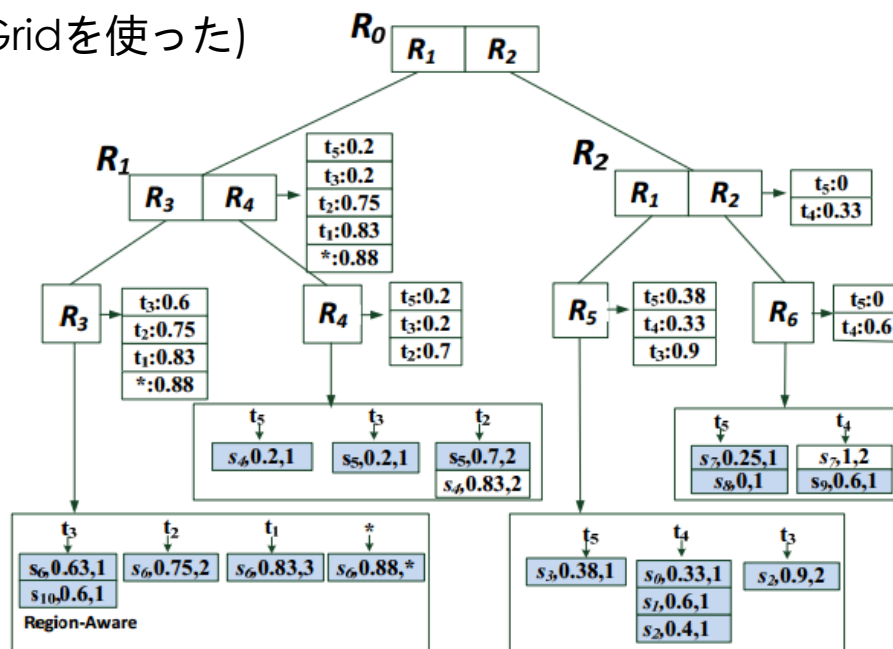 Gridを使った)
R0
R1 R2
R1
R3 R4
t5:0.2
t3:0.2
t2:0.75
t1:0.83
*:0.88
R2
R1 R2
t5:0
t4:0.33
R3
t3:0.6
t2:0.75
t1:0.83
*:0.88
R4
t5:0.2
t3:0.2
t2:0.7
R5
t5:0.38
t4:0.33
t3:0.9
R6
t5:0
t4:0.6
t5 t3 t2
s4,0.2,1 s5,0.2,1 s5,0.7,2
s4,0.83,2
t5 t4
s7,0.25,1 s7,1,2
s8,0,1 s9,0.6,1
t3 t2 t1 *
s6,0.63,1 s6,0.75,2 s6,0.83,3 s6,0.88,*
s10,0.6,1
Region-Aware
t5 t4 t3
s3,0.38,1 s0,0.33,1 s2,0.9,2
s1,0.6,1
s2,0.4,1